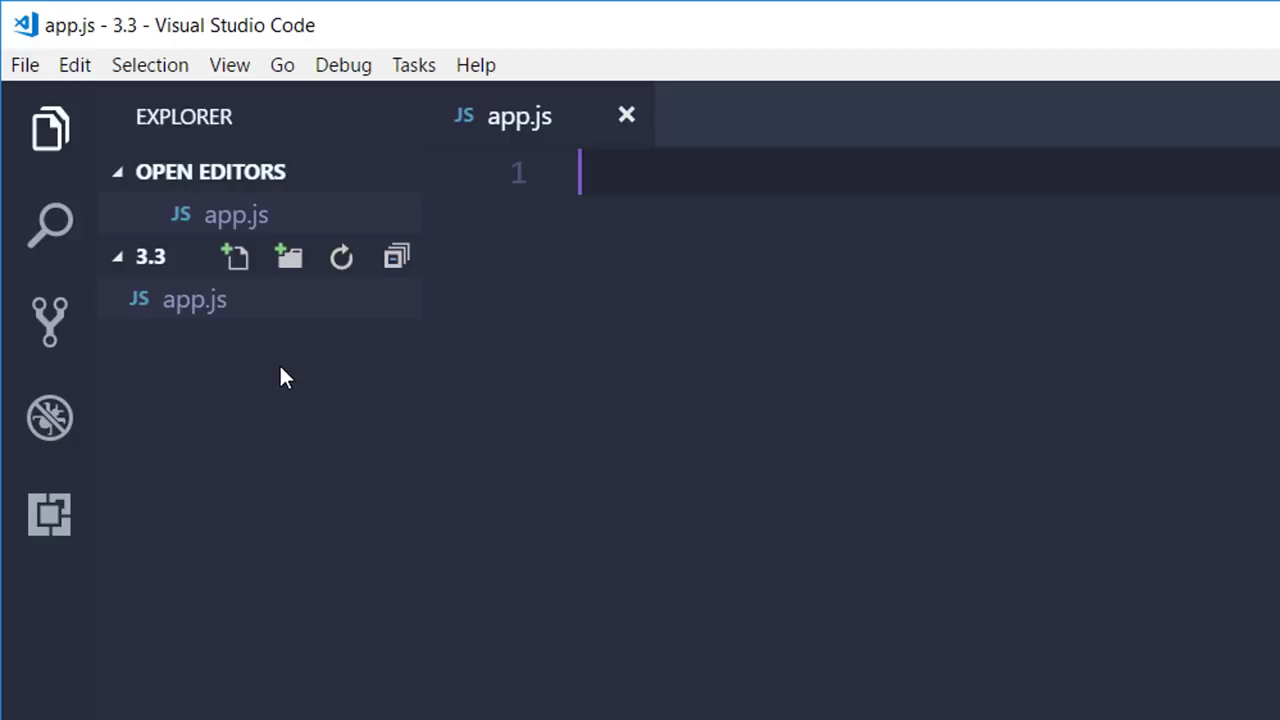 app.js - 3.3 - Visual Studio Code
File Edit Selection View Go Debug Tasks Help
EXPLORER
OPEN EDITORS
JS app.js
3.3
JS app.js
JS app.js
1